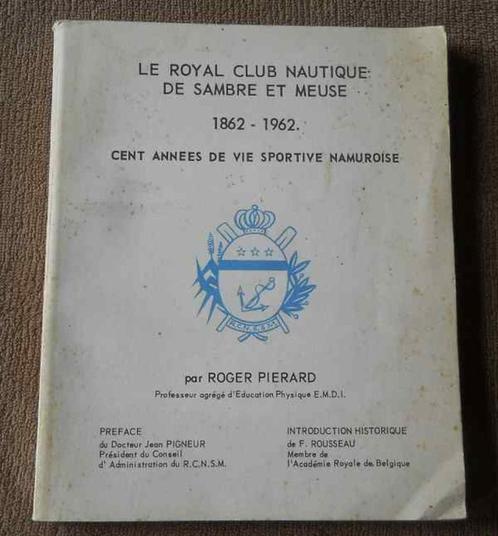 LE ROYAL CLUB NAUTIQUE
DE SAMBRE ET MEUSE
1862 - 1962.
CENT ANNEES DE VIE SPORTIVE NAMUROISE
R.C.N.S.M.
par ROGER PIERARD
Professeur agrégé d'Education Physique E.M.D.I.
PREFACE
du Docteur Jean PIGNEUR
Président du Conseil
d'Administration du R.C.N.S.M.
INTRODUCTION HISTORIQUE
de F. ROUSSEAU
Membre de
l'Académie Royale de Belgique